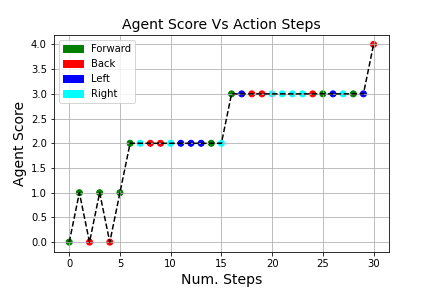 Agent Score Vs Action Steps
Agent Score
4.0
3.5
3.0
2.5
2.0
1.5
1.0
0.5
0.0
Forward
Back
Left
Right
0 5 10 15 20 25 30
Num. Steps